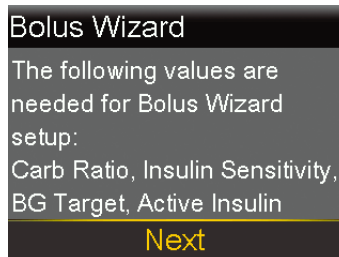 Bolus Wizard
The following values are
needed for Bolus Wizard
setup:
Carb Ratio, Insulin Sensitivity,
BG Target, Active Insulin
Next